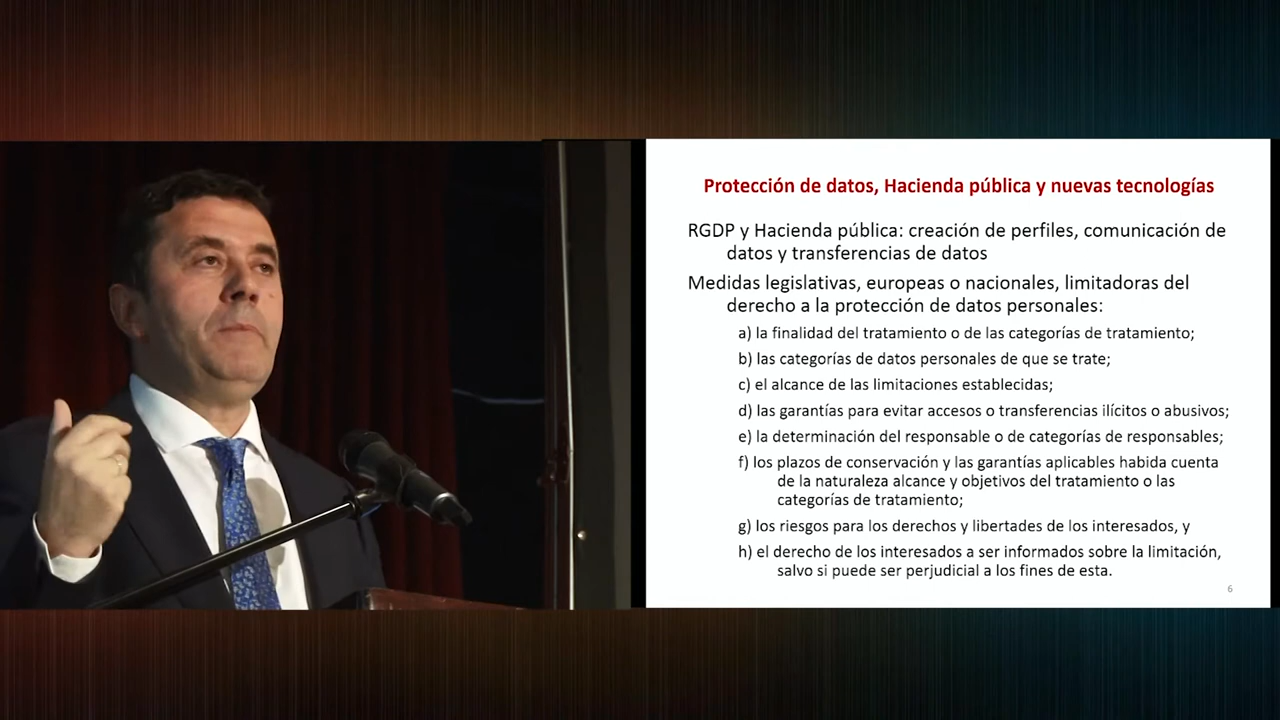 Protección de datos, Hacienda pública y nuevas tecnologías
RGDP y Hacienda pública: creación de perfiles, comunicación de
datos y transferencias de datos
Medidas legislativas, europeas o nacionales, limitadoras del
derecho a la protección de datos personales:
a) la finalidad del tratamiento o de las categorías de tratamiento;
b) las categorías de datos personales de que se trate;
c) el alcance de las limitaciones establecidas;
d) las garantías para evitar accesos o transferencias ilícitos o abusivos;
e) la determinación del responsable o de categorías de responsables;
f) los plazos de conservación y las garantías aplicables habida cuenta
de la naturaleza alcance y objetivos del tratamiento o las
categorías de tratamiento;
g) los riesgos para los derechos y libertades de los interesados, y
h) el derecho de los interesados a ser informados sobre la limitación,
salvo si puede ser perjudicial a los fines de esta.
6